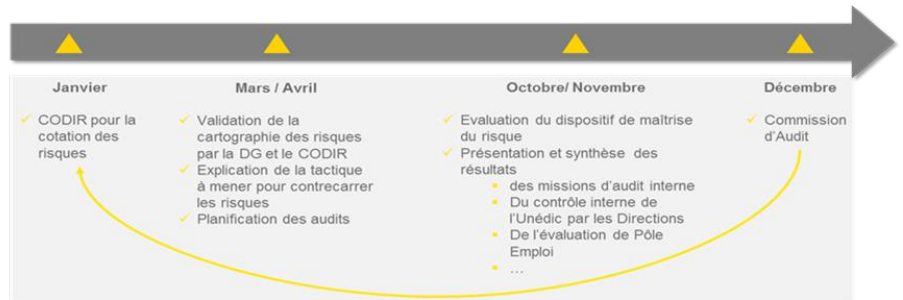 Janvier
CODIR pour la
cotation des
risques
Mars / Avril
Validation de la
cartographie des risques
par la DG et le CODIR
Explication de la tactique
à mener pour contrecarrer
les risques
Planification des audits
Octobre/ Novembre
Evaluation du dispositif de maîtrise
du risque
Présentation et synthèse des
résultats
des missions d'audit interne
Du contrôle interne de
l'Unédic par les Directions
De l'évaluation de Pôle
Emploi
...
Décembre
Commission
d'Audit